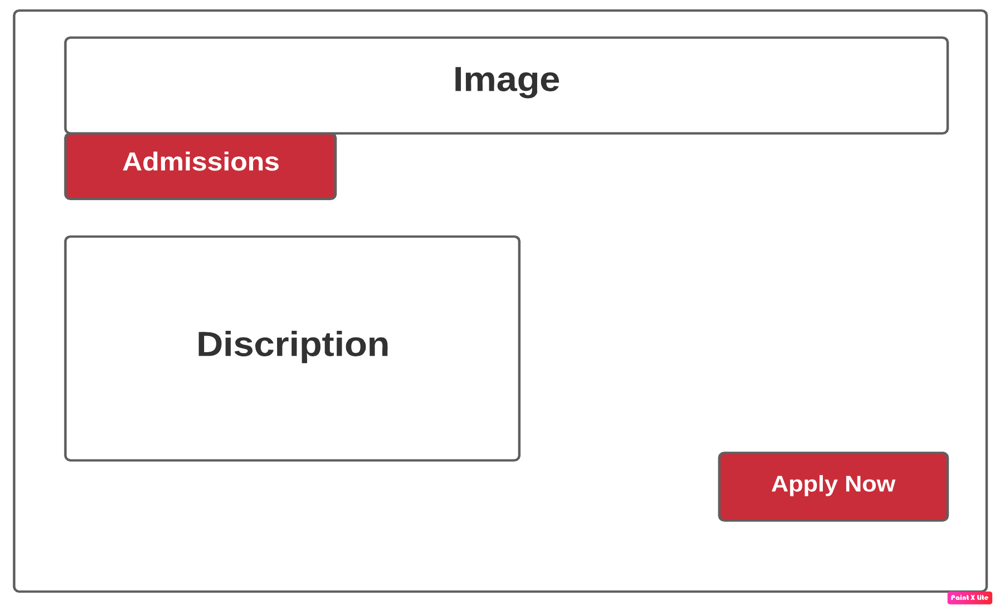 Image
Admissions
Discription
Apply Now
Paint X Lite